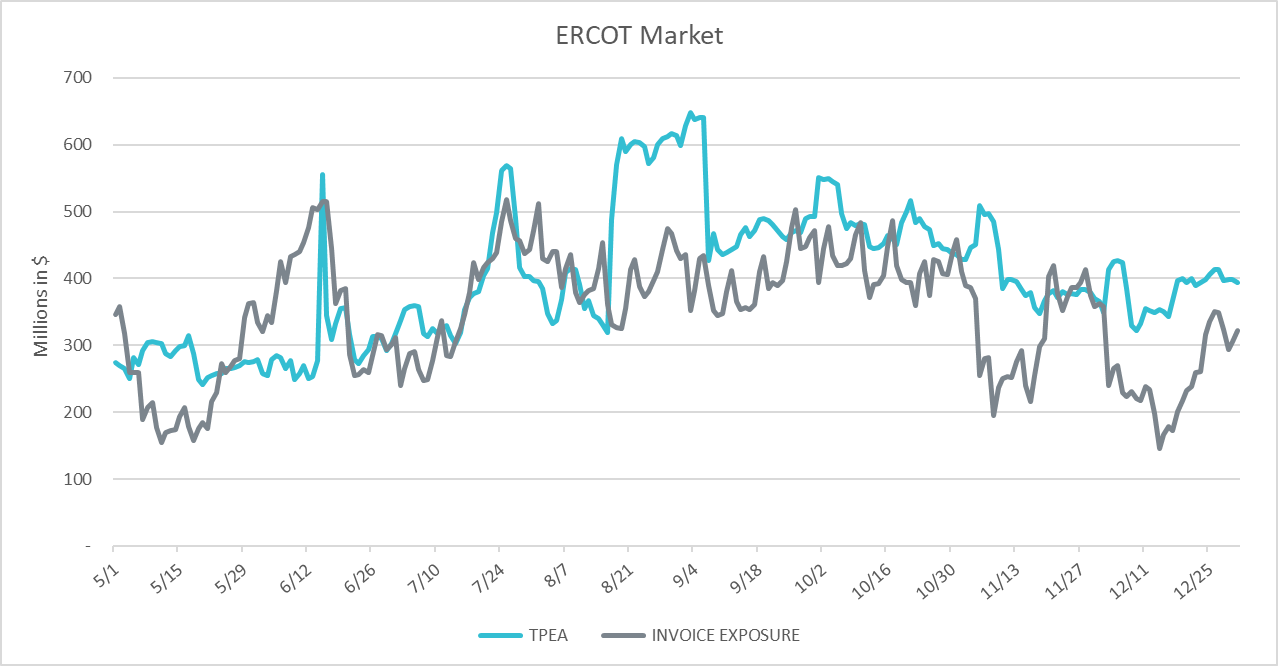 ERCOT Market
Millions in $
700
600
500
400
300
200
100
-
5/1 5/15 5/29 6/12 6/26 7/10 7/24 8/7 8/21 9/4 9/18 10/2 10/16 10/30 11/13 11/27 12/11 12/25
TPEA INVOICE EXPOSURE